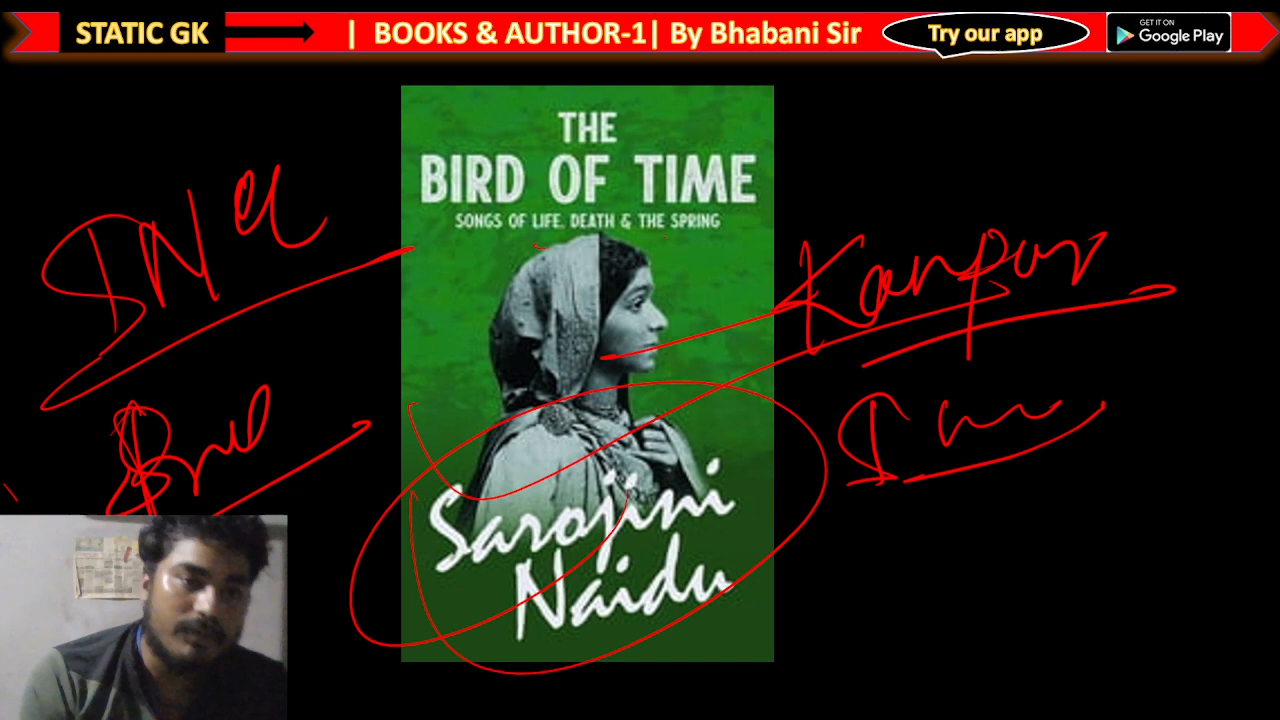 STATIC GK | BOOKS & AUTHOR-1| By Bhabani Sir Try our app GET IT ON Google Play
THE
BIRD OF TIME
SONGS OF LIFE, DEATH & THE SPRING
Kanpur
Sarojini
Naidu